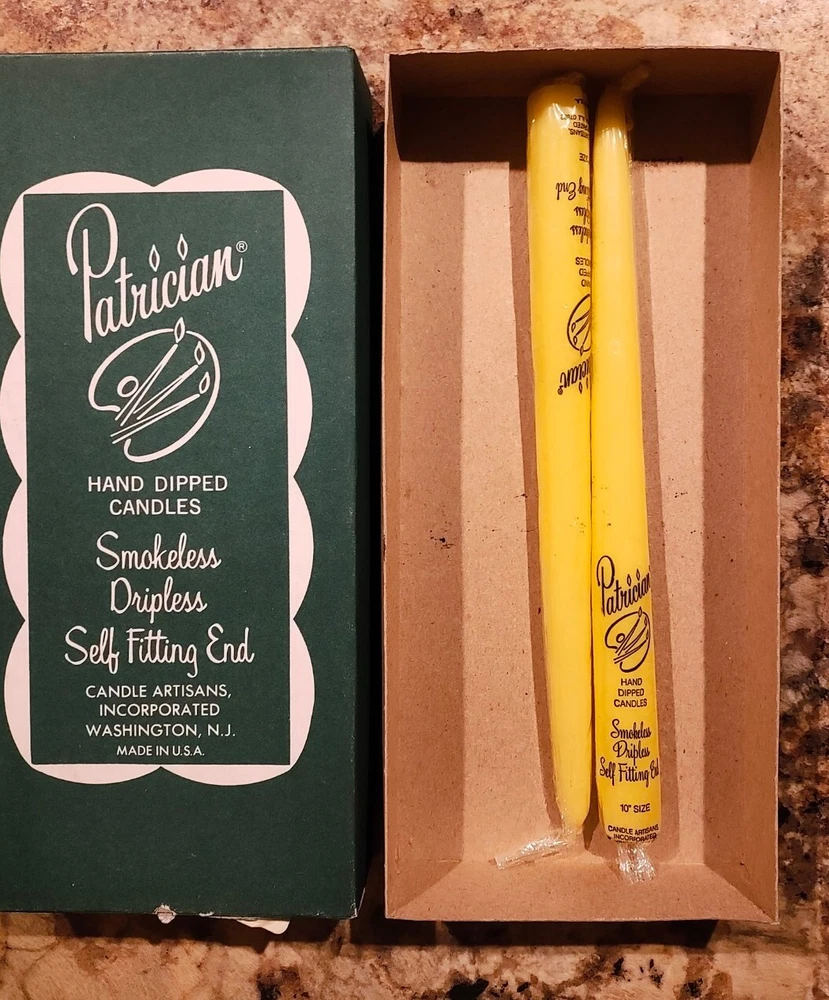 Patrician®
HAND DIPPED
CANDLES
Smokeless
Dripless
Self Fitting End
CANDLE ARTISANS,
INCORPORATED
WASHINGTON, N.J.
MADE IN U.S.A.
Patrician
HAND
DIPPED
CANDLES
Smokeless
Dripless
Self Fitting End
10" SIZE
CANDLE ARTISANS
INCORPORATED